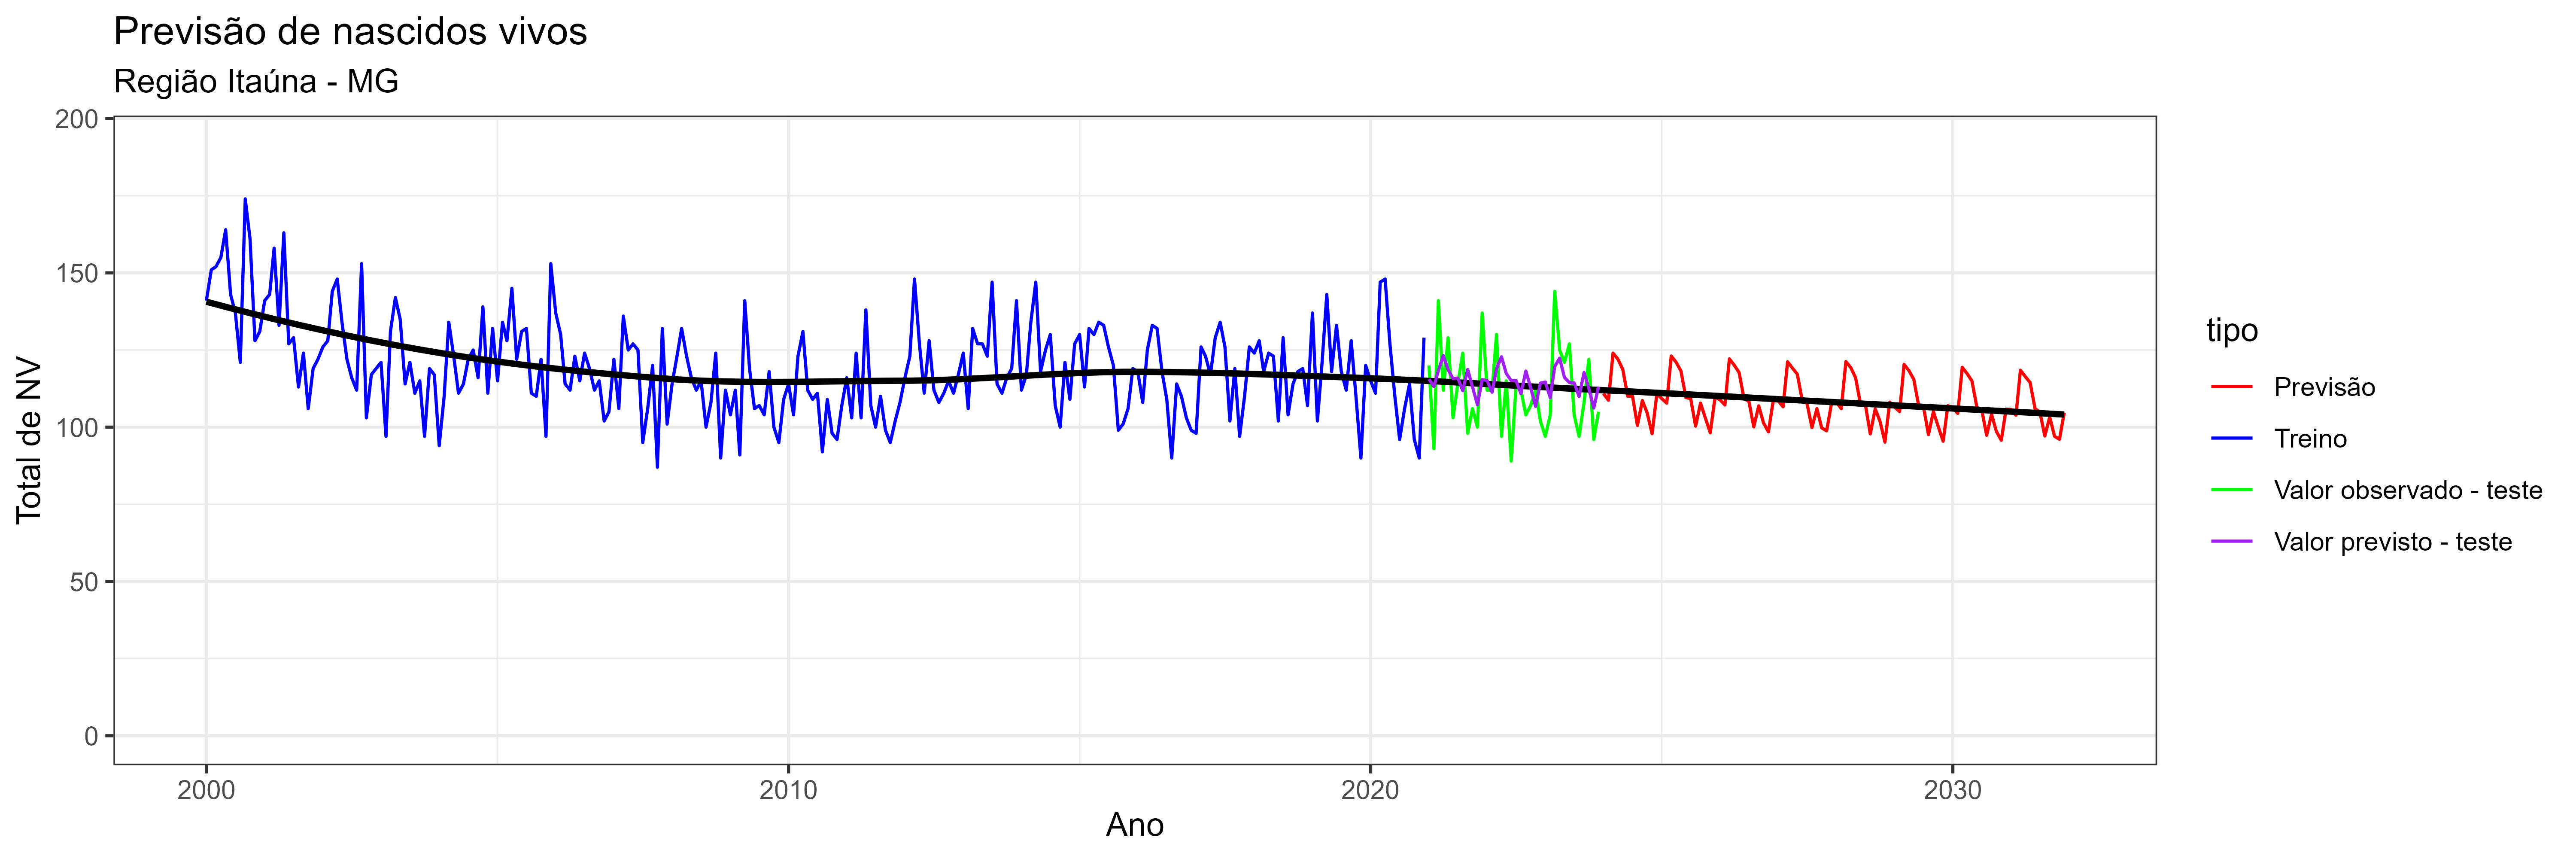 Previsão de nascidos vivos
Região Itaúna - MG
Total de NV
200
150
100
50
0
2000
2010
2020
2030
Ano
tipo
Previsão
Treino
Valor observado - teste
Valor previsto - teste